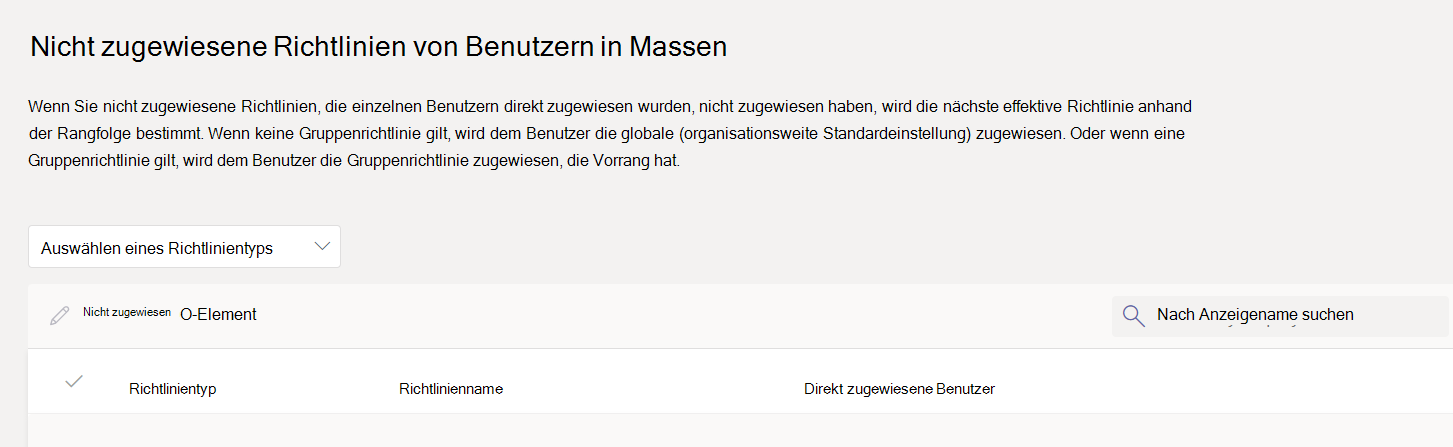 Nicht zugewiesene Richtlinien von Benutzern in Massen
Wenn Sie nicht zugewiesene Richtlinien, die einzelnen Benutzern direkt zugewiesen wurden, nicht zugewiesen haben, wird die nächste effektive Richtlinie anhand
der Rangfolge bestimmt. Wenn keine Gruppenrichtlinie gilt, wird dem Benutzer die globale (organisationsweite Standardeinstellung) zugewiesen. Oder wenn eine
Gruppenrichtlinie gilt, wird dem Benutzer die Gruppenrichtlinie zugewiesen, die Vorrang hat.
Auswählen eines Richtlinientyps
Nicht zugewiesen O-Element Nach Anzeigename suchen
Richtlinientyp Richtlinienname Direkt zugewiesene Benutzer